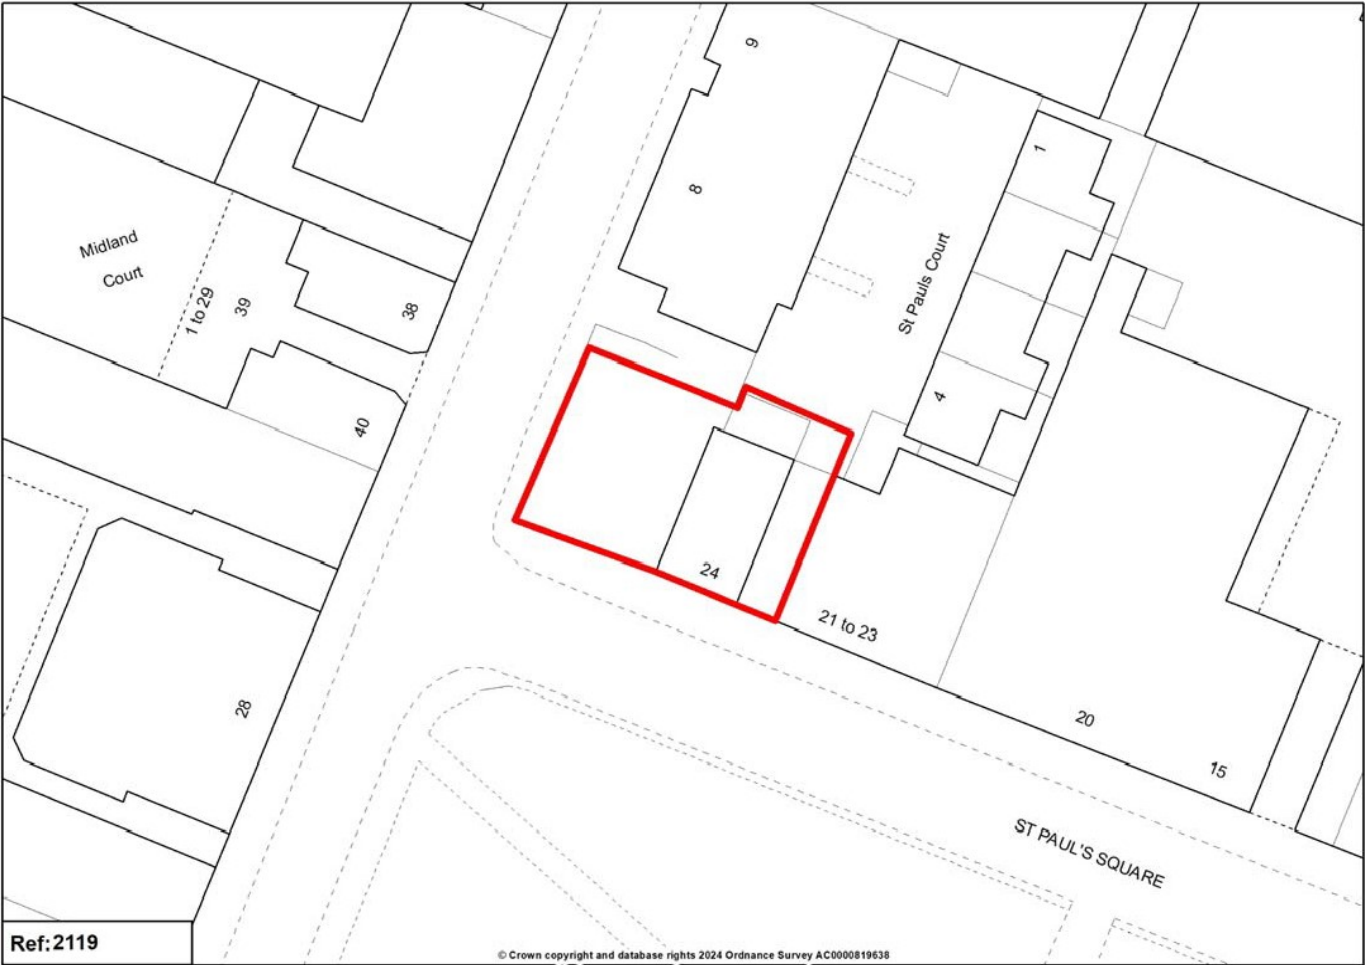 9
8
1
Midland
Court
1 to 29
39
38
St Pauls Court
4
40
24
21 to 23
28
20
15
ST PAUL'S SQUARE
Ref:2119
© Crown copyright and database rights 2024 Ordnance Survey AC0000819638